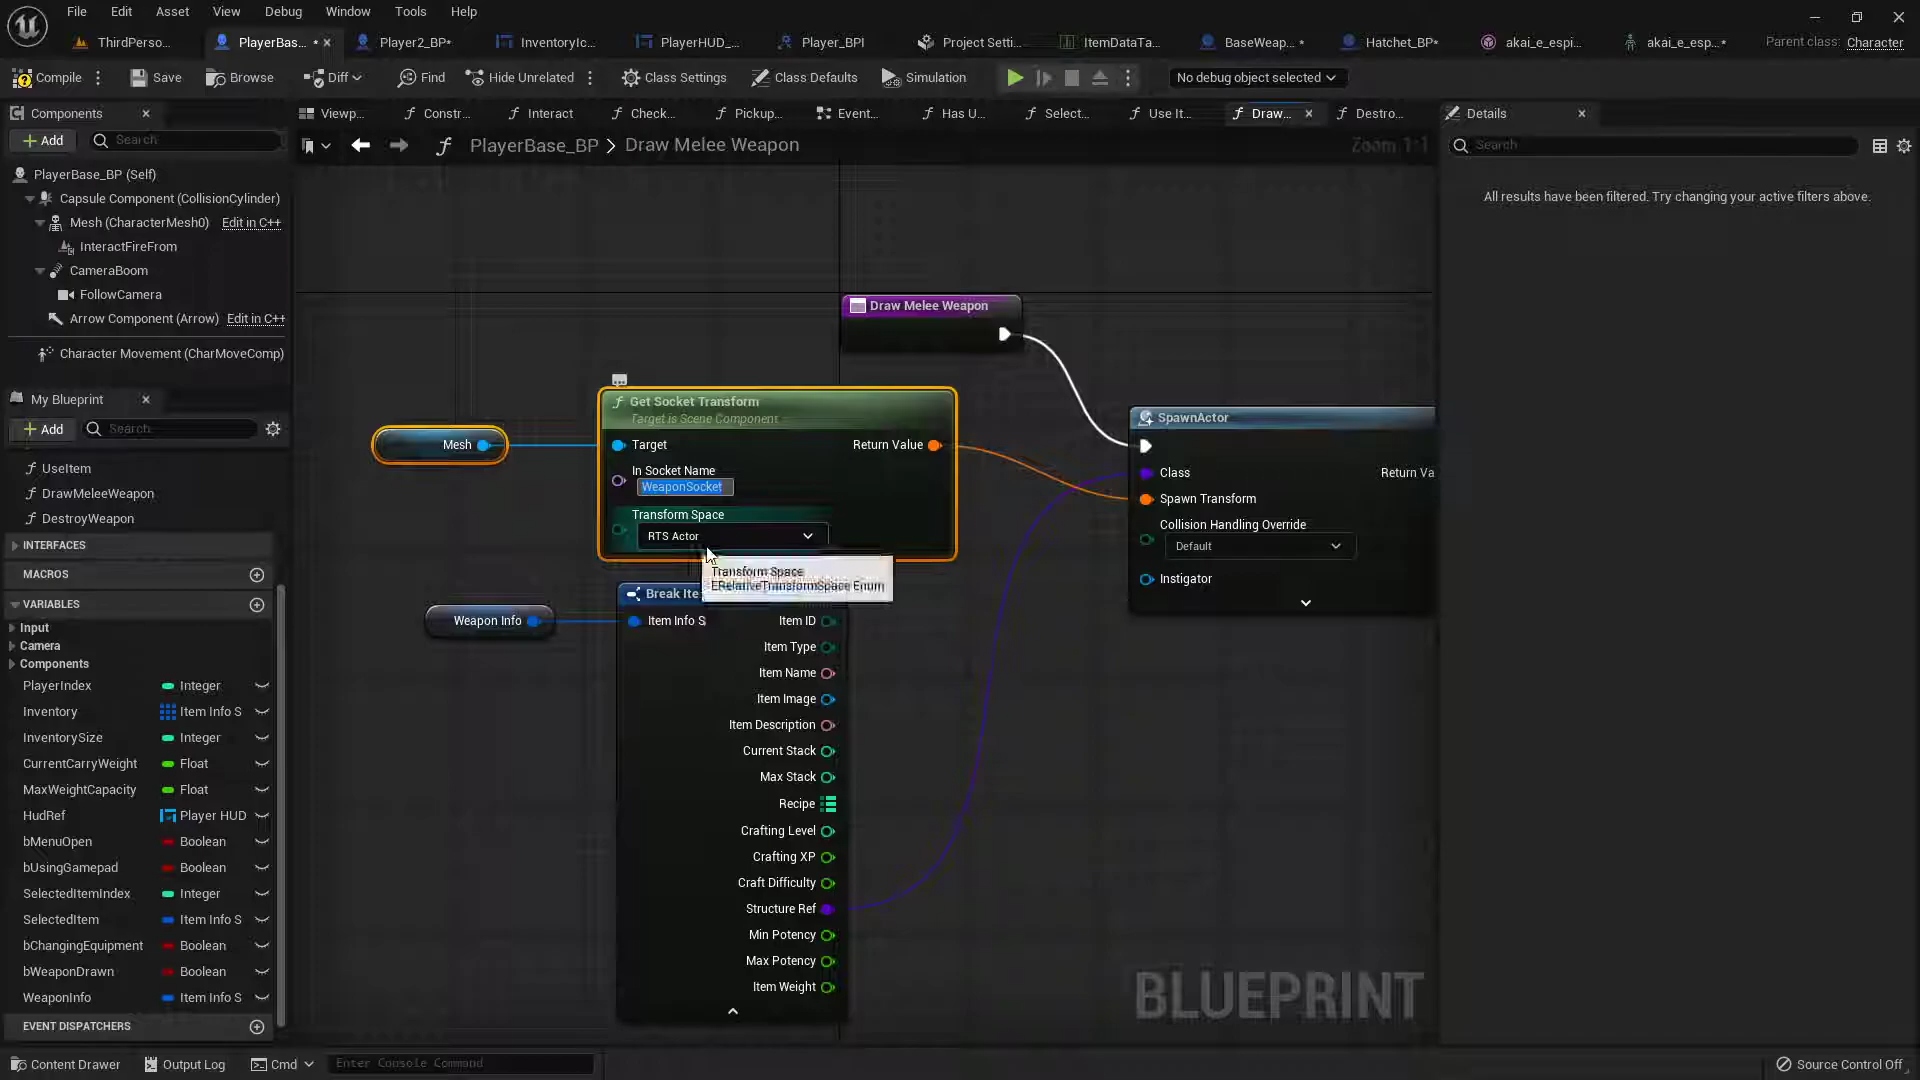 File Edit Asset View Debug Window Tools Help
ThirdPerso... PlayerBas... * Player2_BP* InventoryIc... PlayerHUD_... Player_BPI Project Setti... ItemDataTa... BaseWeap... * Hatchet_BP* akai_e_espi... akai_e_esp...* Parent class: Character
Compile Save Browse Diff Find Hide Unrelated Class Settings Class Defaults Simulation No debug object selected
Components
Add Search
PlayerBase_BP (Self)
Capsule Component (CollisionCylinder)
Mesh (CharacterMesh0) Edit in C++
InteractFireFrom
CameraBoom
FollowCamera
Arrow Component (Arrow) Edit in C++
Character Movement (CharMoveComp)
My Blueprint
Add Search
UseItem
DrawMeleeWeapon
DestroyWeapon
INTERFACES
MACROS
VARIABLES
Input
Camera
Components
PlayerIndex Integer
Inventory Item Info S
InventorySize Integer
CurrentCarryWeight Float
MaxWeightCapacity Float
HudRef Player HUD
bMenuOpen Boolean
bUsingGamepad Boolean
SelectedItemIndex Integer
SelectedItem Item Info S
bChangingEquipment Boolean
bWeaponDrawn Boolean
WeaponInfo Item Info S
EVENT DISPATCHERS
Viewp... Constr... Interact Check... Pickup... Event... Has U... Select... Use It... Draw... Destro...
PlayerBase_BP > Draw Melee Weapon Zoom 1:1
Draw Melee Weapon
Get Socket Transform
Target is Scene Component
Mesh Target Return Value
In Socket Name
WeaponSocket
Transform Space
RTS Actor
Transform Space
ERelativeTransformSpace Enum
SpawnActor
Class Return Va
Spawn Transform
Collision Handling Override
Default
Instigator
Break Ite
Weapon Info Item Info S Item ID
Item Type
Item Name
Item Image
Item Description
Current Stack
Max Stack
Recipe
Crafting Level
Crafting XP
Craft Difficulty
Structure Ref
Min Potency
Max Potency
Item Weight
BLUEPRINT
Details
Search
All results have been filtered. Try changing your active filters above.
Content Drawer Output Log Cmd Enter Console Command Source Control Off